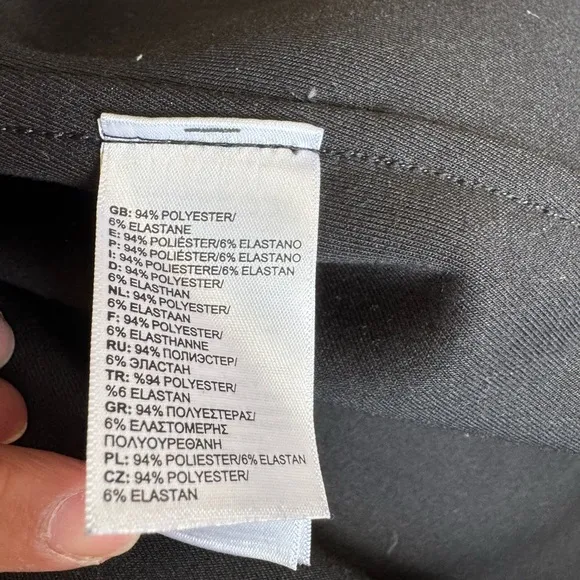 GB: 94% POLYESTER/
6% ELASTANE
E: 94% POLIÉSTER/6% ELASTANO
P: 94% POLIÉSTER/6% ELASTANO
I: 94% POLIESTERE/6% ELASTAN
D: 94% POLYESTER/
6% ELASTHAN
NL: 94% POLYESTER/
6% ELASTAAN
F: 94% POLYESTER/
6% ELASTHANNE
RU: 94% ПОЛИЭСТЕР/
6% ЭЛАСТАН
TR: %94 POLYESTER/
%6 ELASTAN
GR: 94% ΠΟΛΥΕΣΤΕΡΑΣ/
6% ΕΛΑΣΤΟΜΕΡΉΣ
ΠΟΛΥΟΥΡΕΘΆΝΗ
PL: 94% POLIESTER/6% ELASTAN
CZ: 94% POLYESTER/
6% ELASTAN